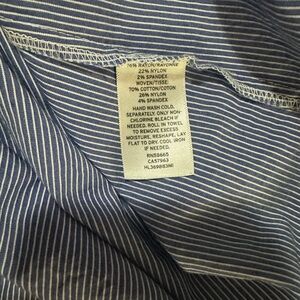 76% RAYON/RAYONNE
22% NYLON
2% SPANDEX
WOVEN/TISSE:
70% COTTON/COTON
26% NYLON
4% SPANDEX
HAND WASH COLD,
SEPARATELY. ONLY NON-
CHLORINE BLEACH IF
NEEDED. ROLL IN TOWEL
TO REMOVE EXCESS
MOISTURE, RESHAPE, LAY
FLAT TO DRY. COOL IRON
IF NEEDED.
RN58665
CA57963